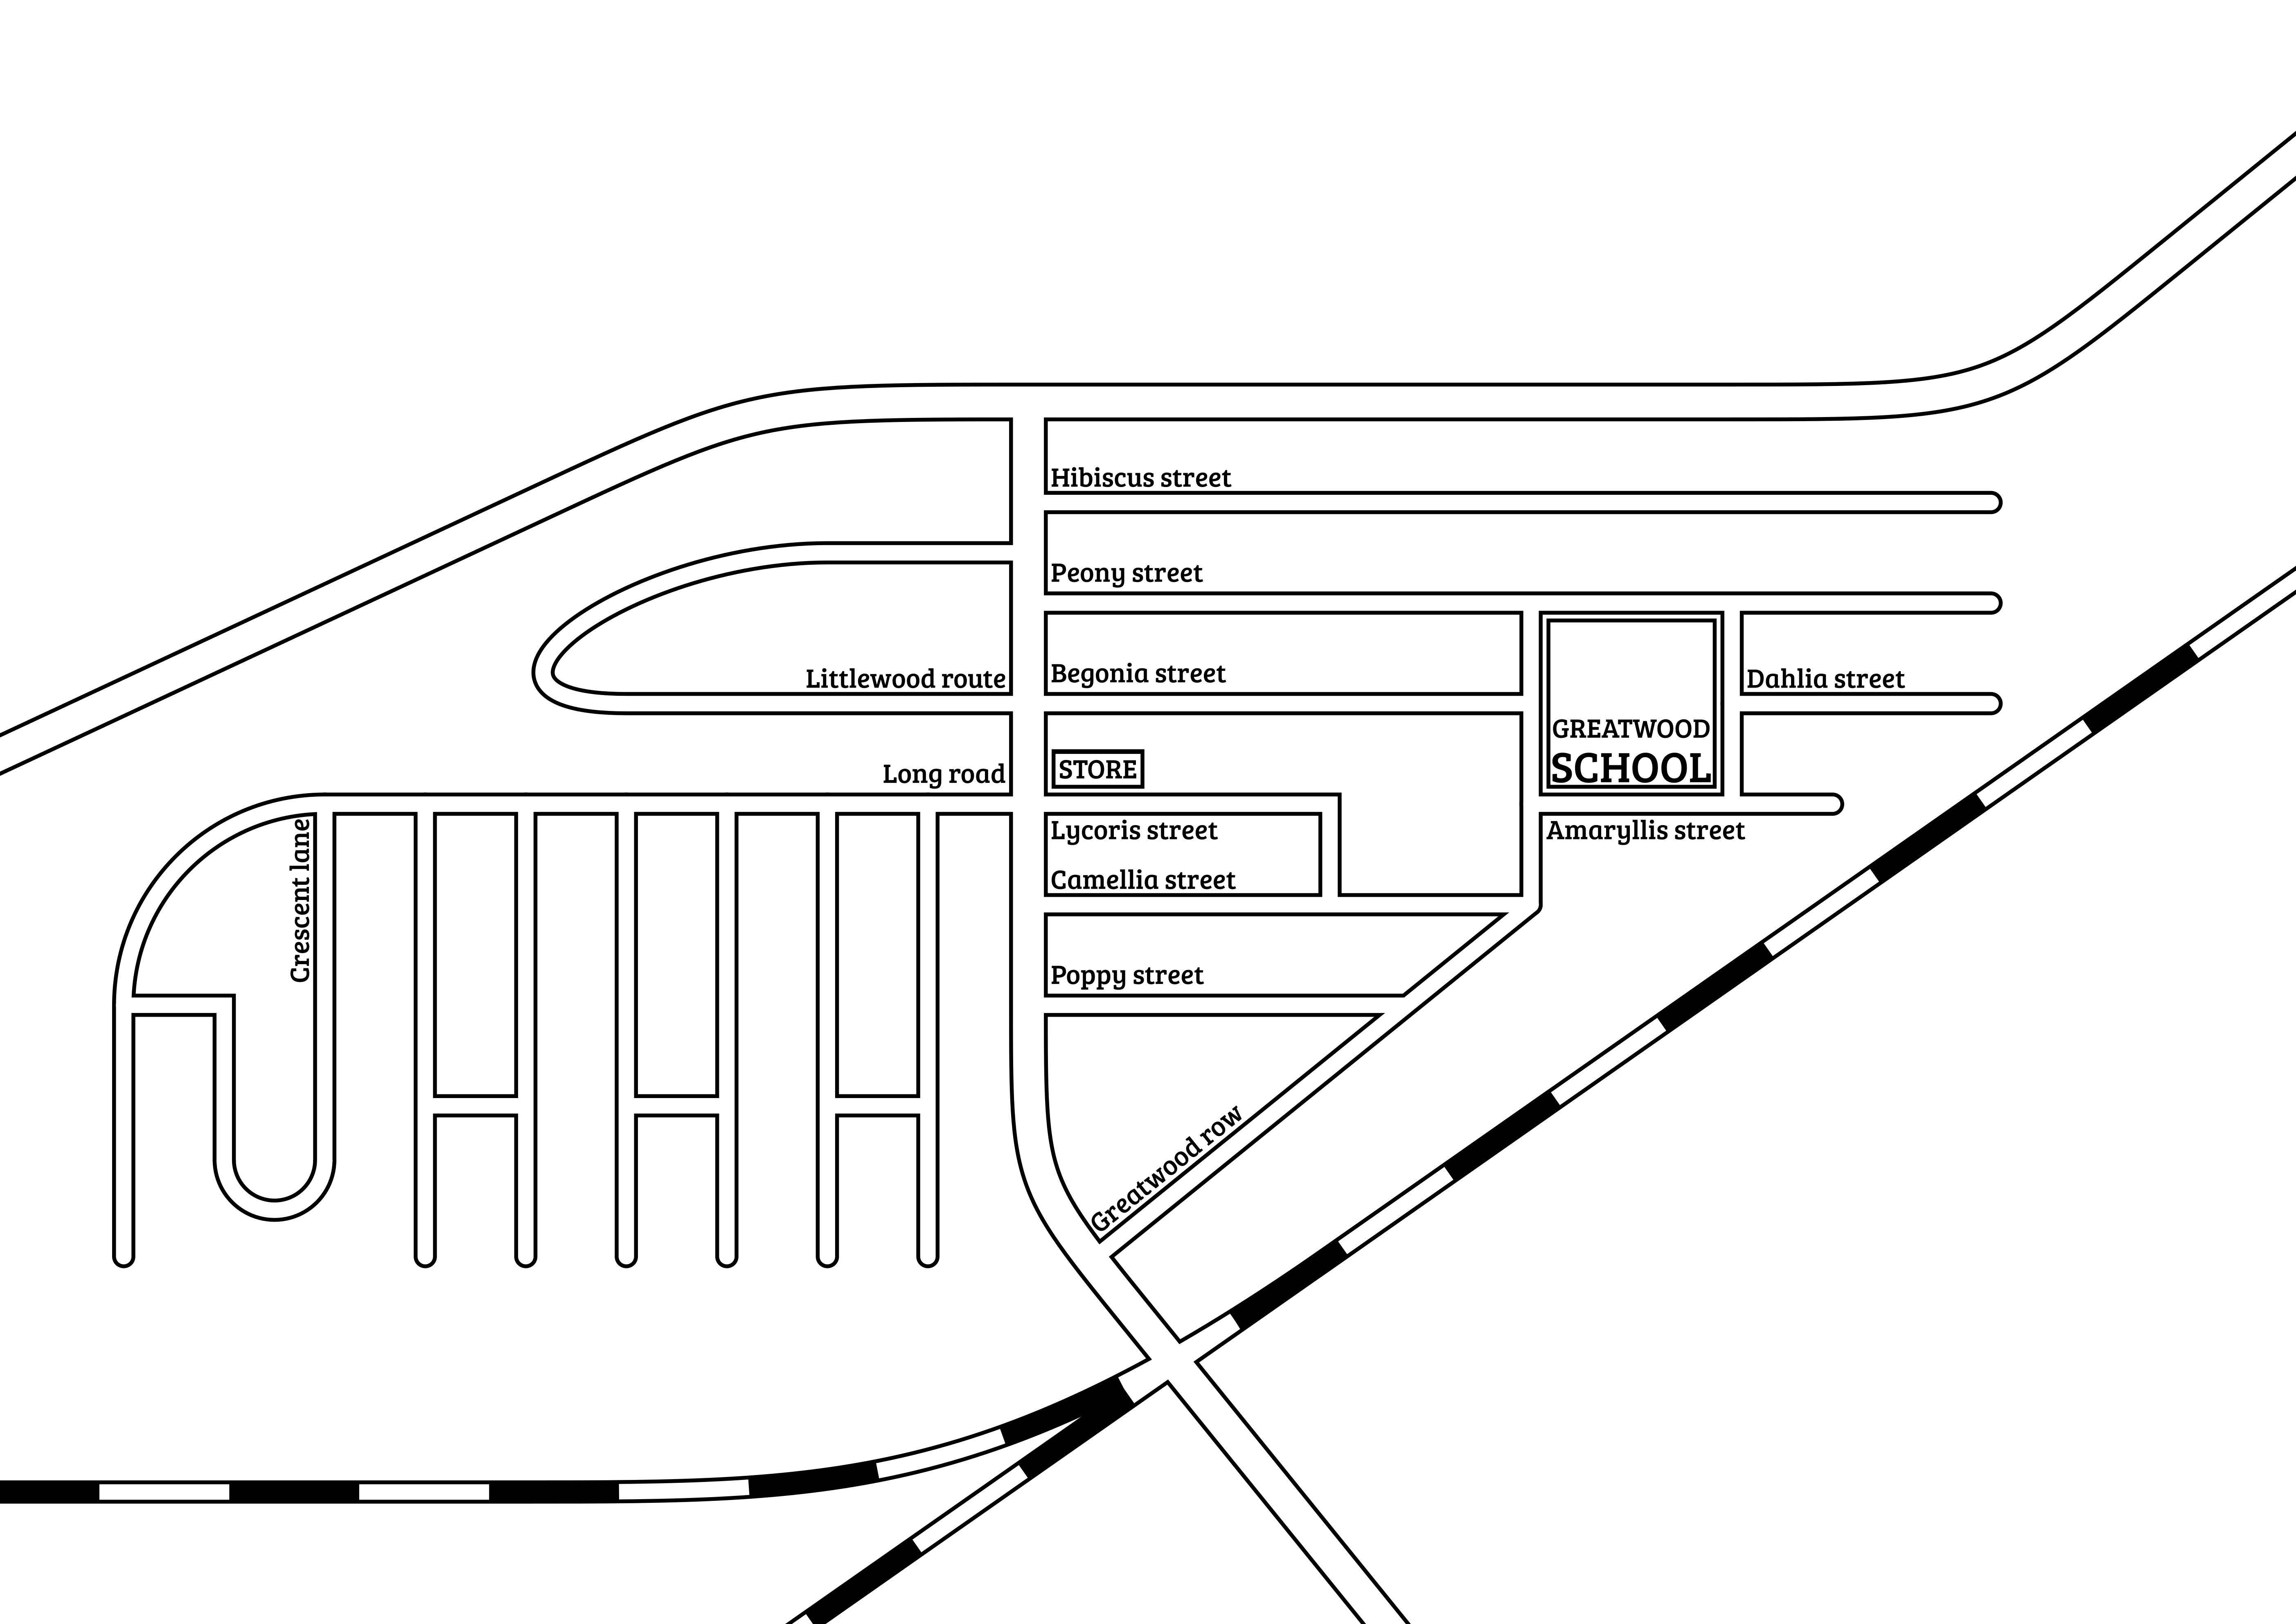 Hibiscus street
Peony street
Littlewood route
Begonia street
Dahlia street
GREATWOOD
SCHOOL
Long road
STORE
Crescent lane
Lycoris street
Amaryllis street
Camellia street
Poppy street
Greatwood row